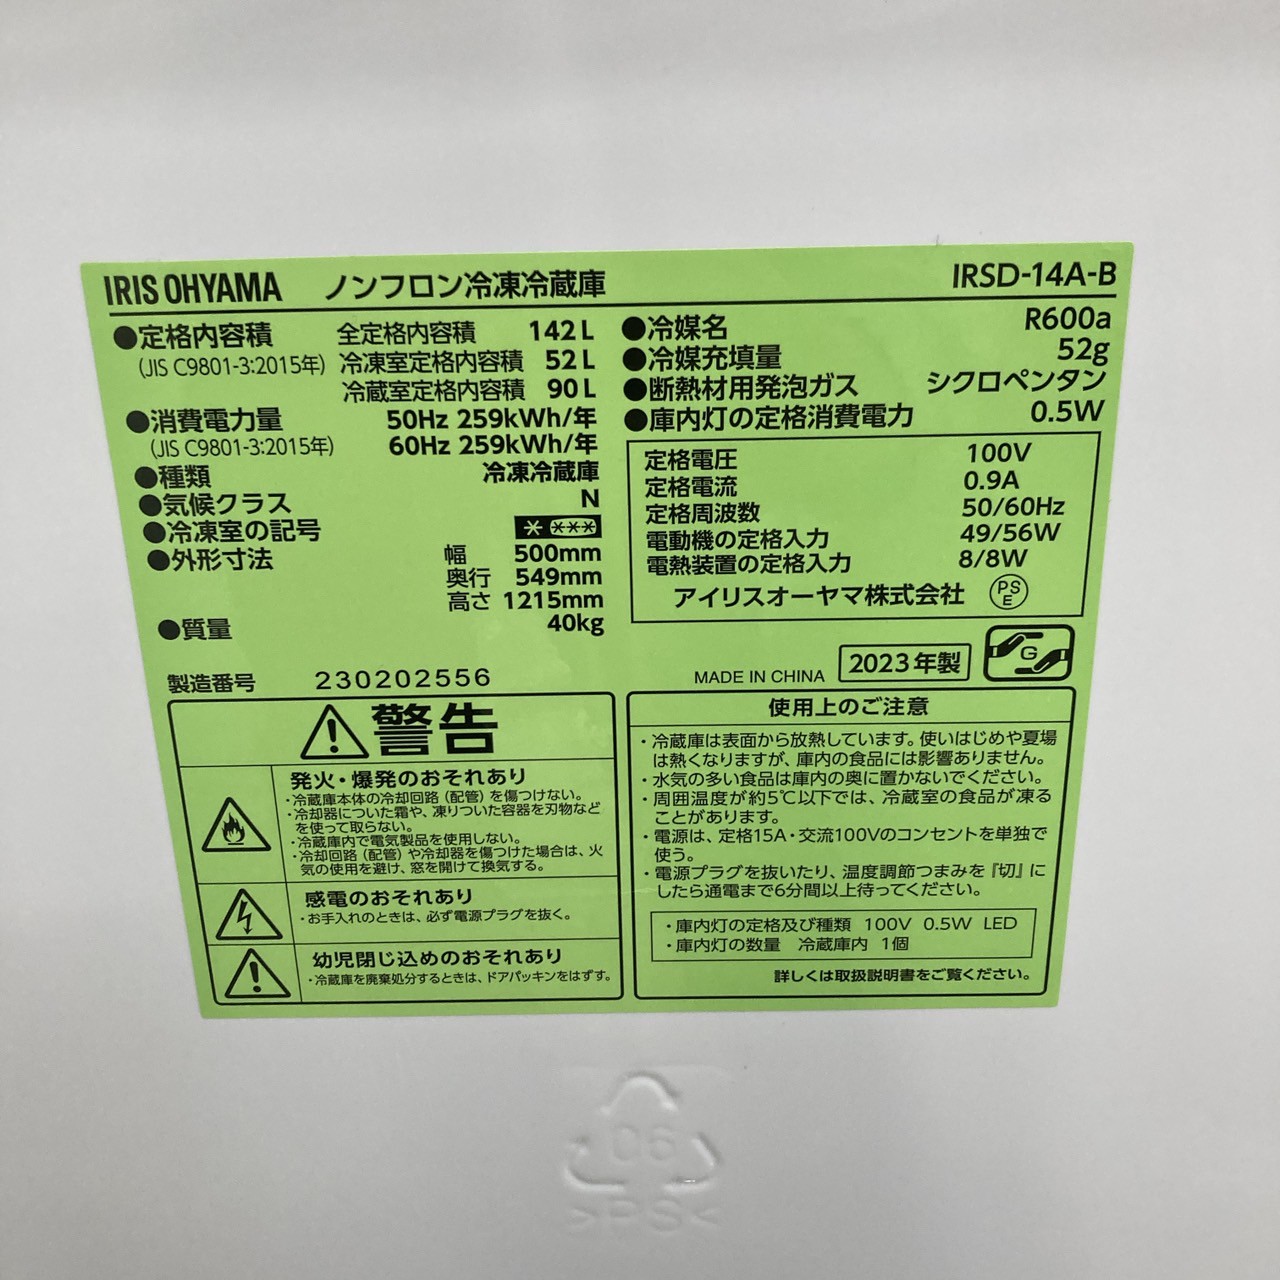 IRIS OHYAMA ノンフロン冷凍冷蔵庫 IRSD-14A-B
●定格内容積 全定格内容積 142L
(JIS C9801-3:2015年) 冷凍室定格内容積 52L
冷蔵室定格内容積 90L
●消費電力量 50Hz 259kWh/年
(JIS C9801-3:2015年) 60Hz 259kWh/年
●種類 冷凍冷蔵庫
●気候クラス N
●冷凍室の記号
●外形寸法 幅 500mm
奥行 549mm
高さ 1215mm
●質量 40kg
製造番号 230202556
●冷媒名 R600a
●冷媒充填量 52g
●断熱材用発泡ガス シクロペンタン
●庫内灯の定格消費電力 0.5W
定格電圧 100V
定格電流 0.9A
定格周波数 50/60Hz
電動機の定格入力 49/56W
電熱装置の定格入力 8/8W
アイリスオーヤマ株式会社 PS
E
MADE IN CHINA 2023年製 G
警告
発火・爆発のおそれあり
・冷蔵庫本体の冷却回路(配管)を傷つけない。
・冷却器についた霜や、凍りついた容器を刃物など
を使って取らない。
・冷蔵庫内で電気製品を使用しない。
・冷却回路(配管)や冷却器を傷つけた場合は、火
気の使用を避け、窓を開けて換気する。
感電のおそれあり
・お手入れのときは、必ず電源プラグを抜く。
幼児閉じ込めのおそれあり
・冷蔵庫を廃棄処分するときは、ドアパッキンをはずす。
使用上のご注意
・冷蔵庫は表面から放熱しています。使いはじめや夏場
は熱くなりますが、庫内の食品には影響ありません。
・水気の多い食品は庫内の奥に置かないでください。
・周囲温度が約5℃以下では、冷蔵室の食品が凍る
ことがあります。
・電源は、定格15A・交流100Vのコンセントを単独で
使う。
・電源プラグを抜いたり、温度調節つまみを『切』に
したら通電まで6分間以上待ってください。
・庫内灯の定格及び種類 100V 0.5W LED
・庫内灯の数量 冷蔵庫内 1個
詳しくは取扱説明書をご覧ください。
06
>PS<